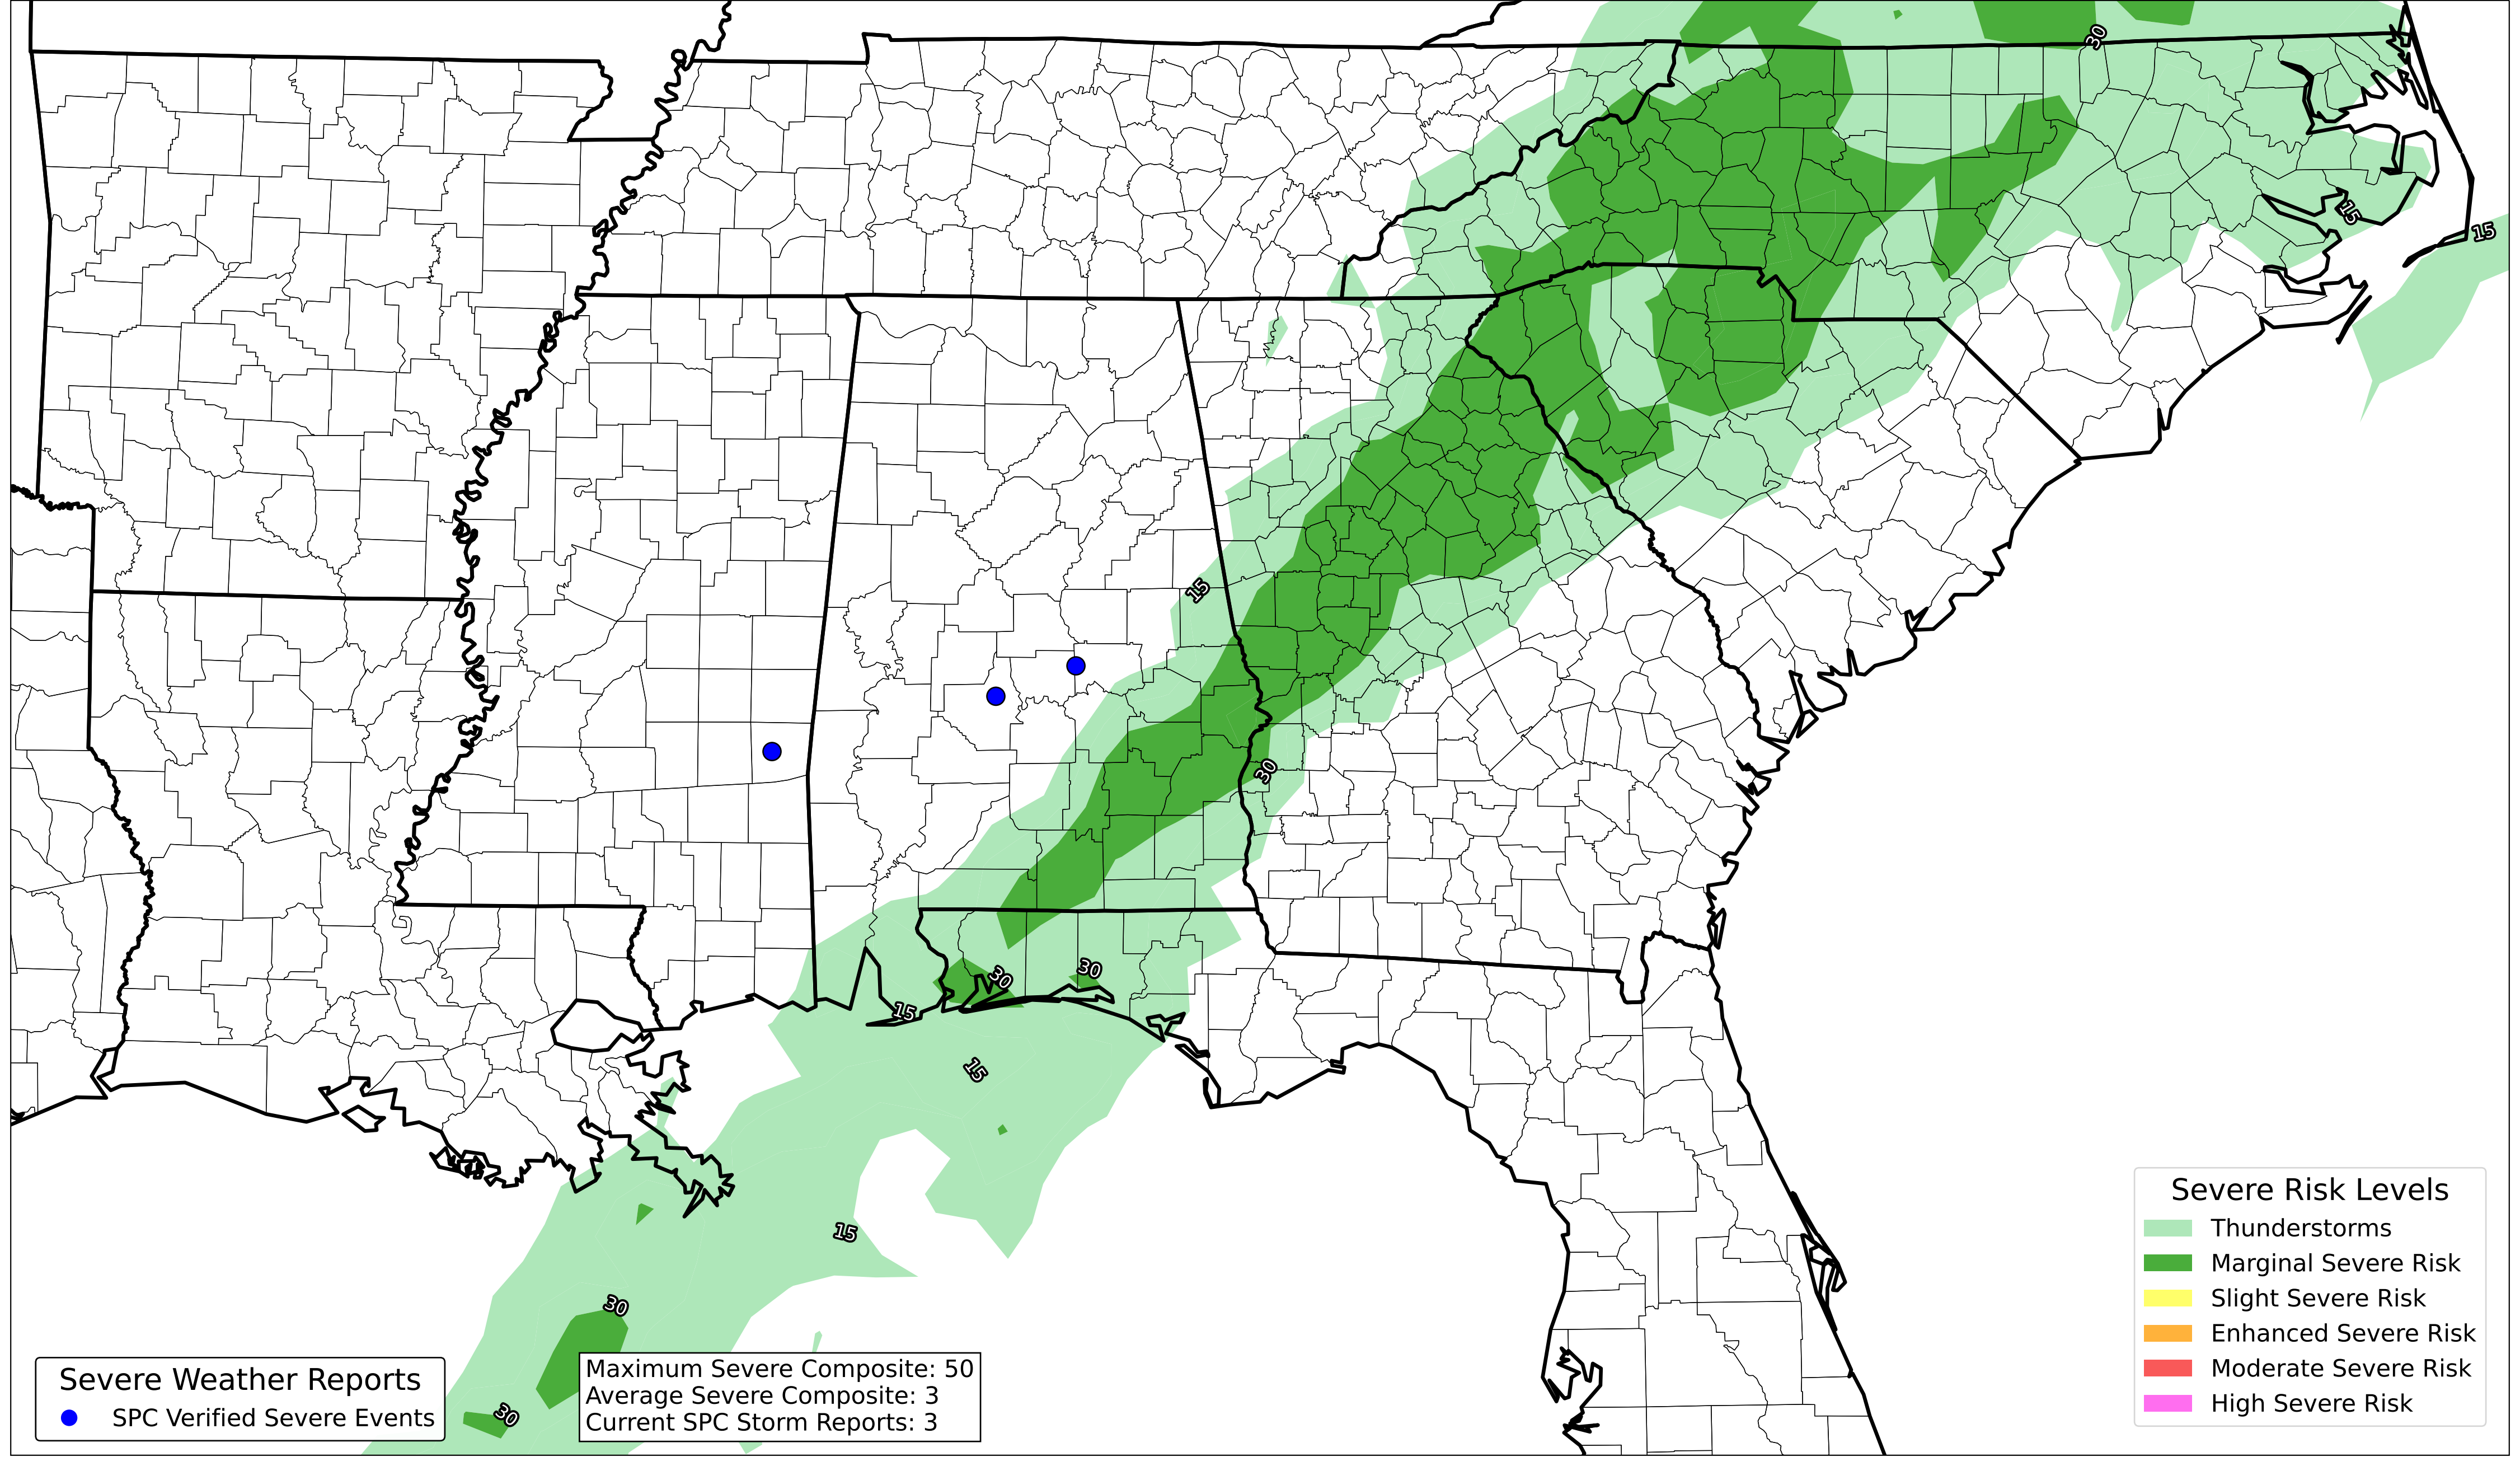 30
15
15
15
30
30
30
15
15
15
30
30
Severe Weather Reports
SPC Verified Severe Events
Maximum Severe Composite: 50
Average Severe Composite: 3
Current SPC Storm Reports: 3
Severe Risk Levels
Thunderstorms
Marginal Severe Risk
Slight Severe Risk
Enhanced Severe Risk
Moderate Severe Risk
High Severe Risk